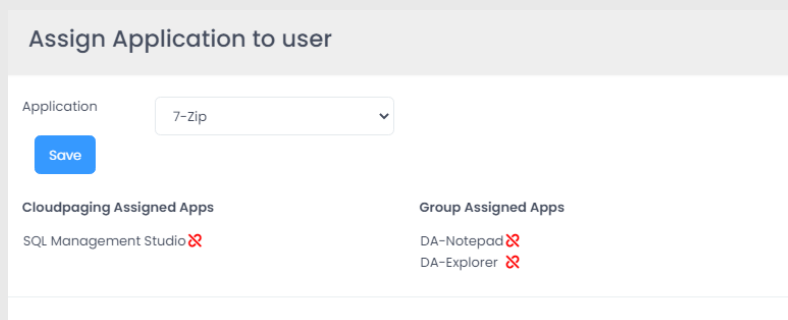 Assign Application to user
Application
7-Zip
Save
Cloudpaging Assigned Apps
SQL Management Studio
Group Assigned Apps
DA-Notepad
DA-Explorer